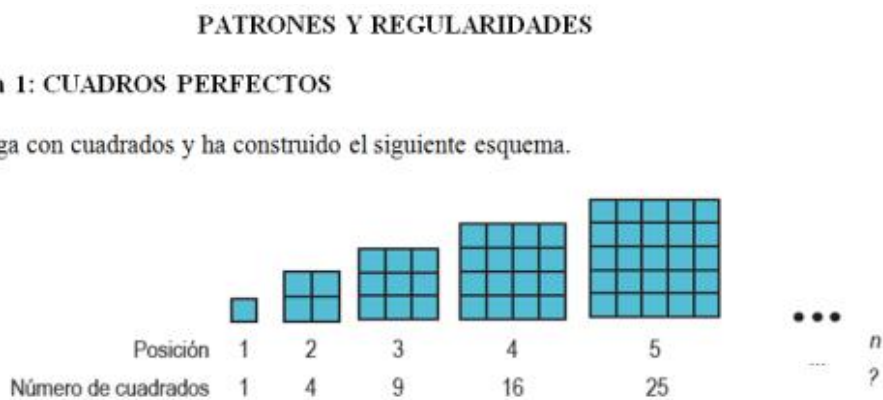 PATRONES Y REGULARIDADES
1: CUADROS PERFECTOS
con cuadrados y ha construido el siguiente esquema.
...
Posición 1 2 3 4 5 n
Número de cuadrados 1 4 9 16 25 ... ?